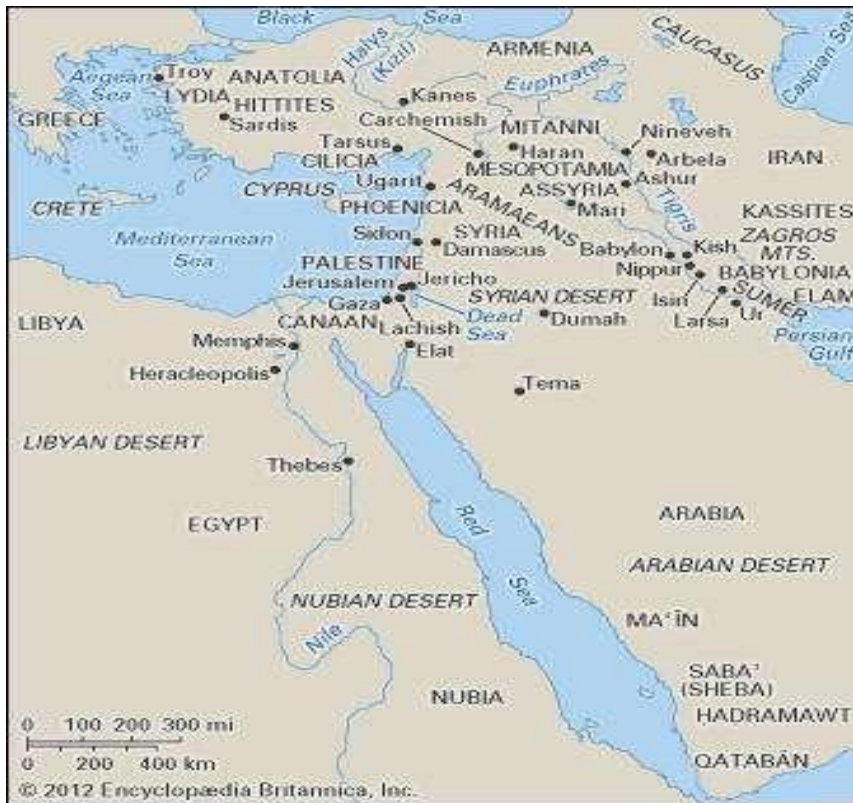 Black Sea
CAUCASUS
Caspian Sea
ARMENIA
Halys
(Kizil)
Aegean
Sea
Troy
ANATOLIA
Euphrates
LYDIA
HITTITES
Kanes
GREECE
Sardis
Carchemish
MITANNI
Nineveh
Tarsus
Haran
Arbela
IRAN
CILICIA
MESOPOTAMIA
Ugarit
ASSYRIA
Ashur
CYPRUS
ARAMAEANS
Tigris
CRETE
PHOENICIA
Mari
KASSITES
Mediterranean
Sea
Sidon
SYRIA
Damascus
Babylon
Kish
ZAGROS
MTS.
PALESTINE
Nippur
BABYLONIA
Jerusalem
Jericho
SYRIAN DESERT
Isin
SUMER
ELAM
Gaza
Dead
Sea
Larsa
Ur
LIBYA
CANAAN
Lachish
Dumah
Persian
Gulf
Memphis
Elat
Heracleopolis
Tema
LIBYAN DESERT
Thebes
EGYPT
Red
Sea
ARABIA
ARABIAN DESERT
NUBIAN DESERT
MAʿĪN
Nile
SABAʾ
(SHEBA)
NUBIA
HADRAMAWT
QATABĀN
0 100 200 300 mi
0 200 400 km
© 2012 Encyclopædia Britannica, Inc.